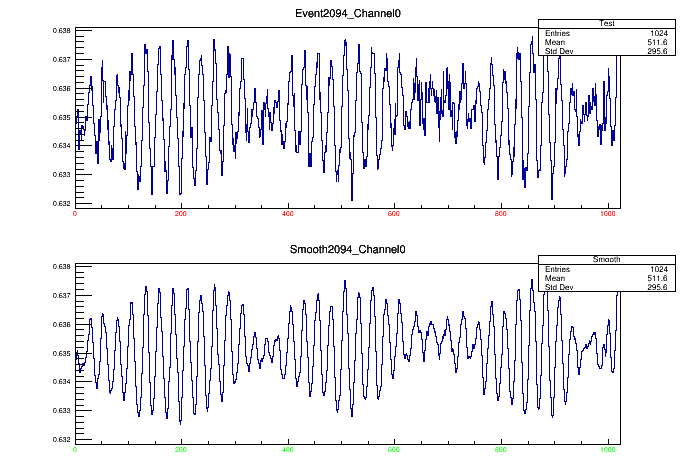 Event2094_Channel0
Test
Entries 1024
Mean 511.6
Std Dev 295.6
0.638
0.637
0.636
0.635
0.634
0.633
0.632
0 200 400 600 800 1000
Smooth2094_Channel0
Smooth
Entries 1024
Mean 511.6
Std Dev 295.6
0.638
0.637
0.636
0.635
0.634
0.633
0.632
0 200 400 600 800 1000